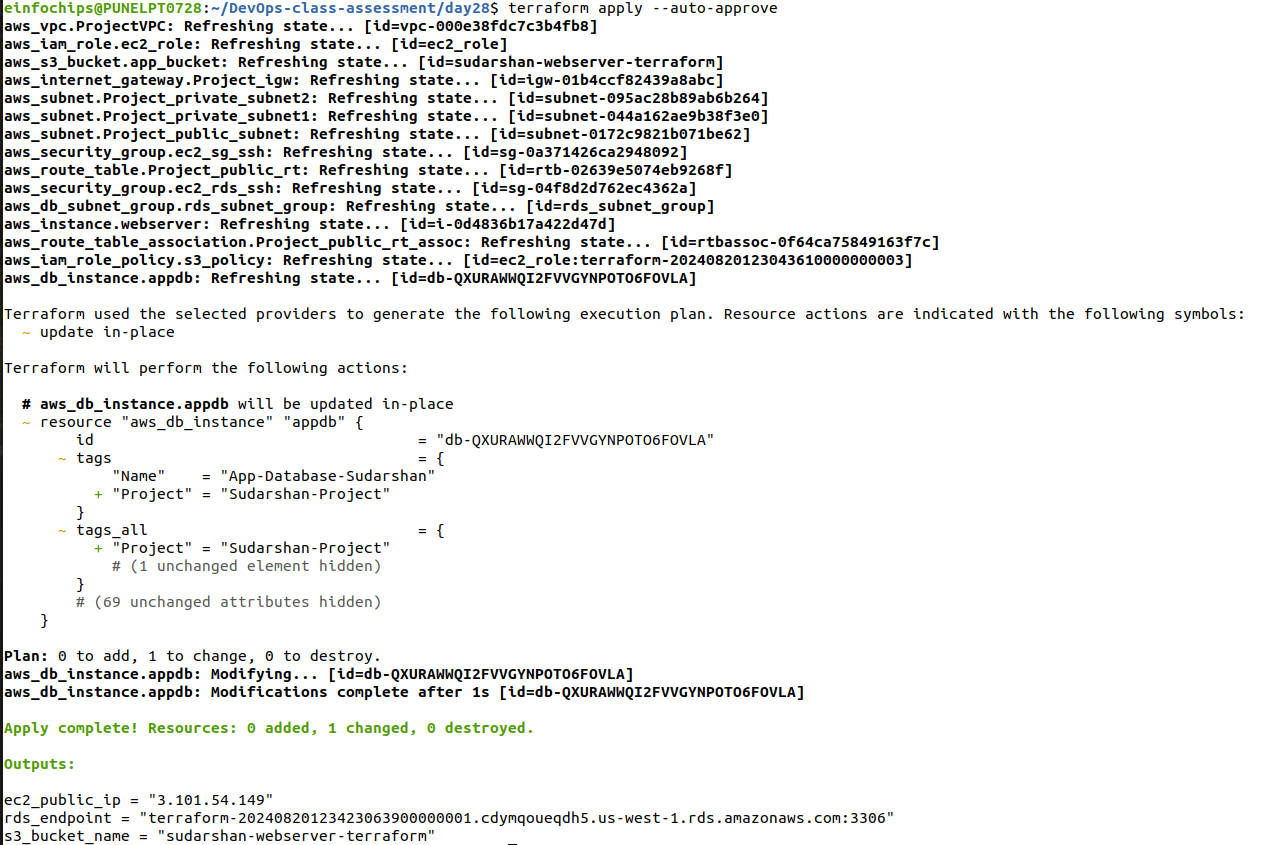 einfochips@PUNELPT0728:~/DevOps-class-assessment/day28$ terraform apply --auto-approve
aws_vpc.ProjectVPC: Refreshing state... [id=vpc-000e38fdc7c3b4fb8]
aws_iam_role.ec2_role: Refreshing state... [id=ec2_role]
aws_s3_bucket.app_bucket: Refreshing state... [id=sudarshan-webserver-terraform]
aws_internet_gateway.Project_igw: Refreshing state... [id=igw-01b4ccf82439a8abc]
aws_subnet.Project_private_subnet2: Refreshing state... [id=subnet-095ac28b89ab6b264]
aws_subnet.Project_private_subnet1: Refreshing state... [id=subnet-044a162ae9b38f3e0]
aws_subnet.Project_public_subnet: Refreshing state... [id=subnet-0172c9821b071be62]
aws_security_group.ec2_sg_ssh: Refreshing state... [id=sg-0a371426ca2948092]
aws_route_table.Project_public_rt: Refreshing state... [id=rtb-02639e5074eb9268f]
aws_security_group.ec2_rds_ssh: Refreshing state... [id=sg-04f8d2d762ec4362a]
aws_db_subnet_group.rds_subnet_group: Refreshing state... [id=rds_subnet_group]
aws_instance.webserver: Refreshing state... [id=i-0d4836b17a422d47d]
aws_route_table_association.Project_public_rt_assoc: Refreshing state... [id=rtbassoc-0f64ca75849163f7c]
aws_iam_role_policy.s3_policy: Refreshing state... [id=ec2_role:terraform-20240820123043610000000003]
aws_db_instance.appdb: Refreshing state... [id=db-QXURAWWQI2FVVGYNPOTO6FOVLA]

Terraform used the selected providers to generate the following execution plan. Resource actions are indicated with the following symbols:
  ~ update in-place

Terraform will perform the following actions:

  # aws_db_instance.appdb will be updated in-place
  ~ resource "aws_db_instance" "appdb" {
        id                                    = "db-QXURAWWQI2FVVGYNPOTO6FOVLA"
      ~ tags                                  = {
            "Name"    = "App-Database-Sudarshan"
          + "Project" = "Sudarshan-Project"
        }
      ~ tags_all                              = {
          + "Project" = "Sudarshan-Project"
            # (1 unchanged element hidden)
        }
        # (69 unchanged attributes hidden)
    }

Plan: 0 to add, 1 to change, 0 to destroy.
aws_db_instance.appdb: Modifying... [id=db-QXURAWWQI2FVVGYNPOTO6FOVLA]
aws_db_instance.appdb: Modifications complete after 1s [id=db-QXURAWWQI2FVVGYNPOTO6FOVLA]

Apply complete! Resources: 0 added, 1 changed, 0 destroyed.

Outputs:

ec2_public_ip = "3.101.54.149"
rds_endpoint = "terraform-20240820123423063900000001.cdymqoueqdh5.us-west-1.rds.amazonaws.com:3306"
s3_bucket_name = "sudarshan-webserver-terraform"